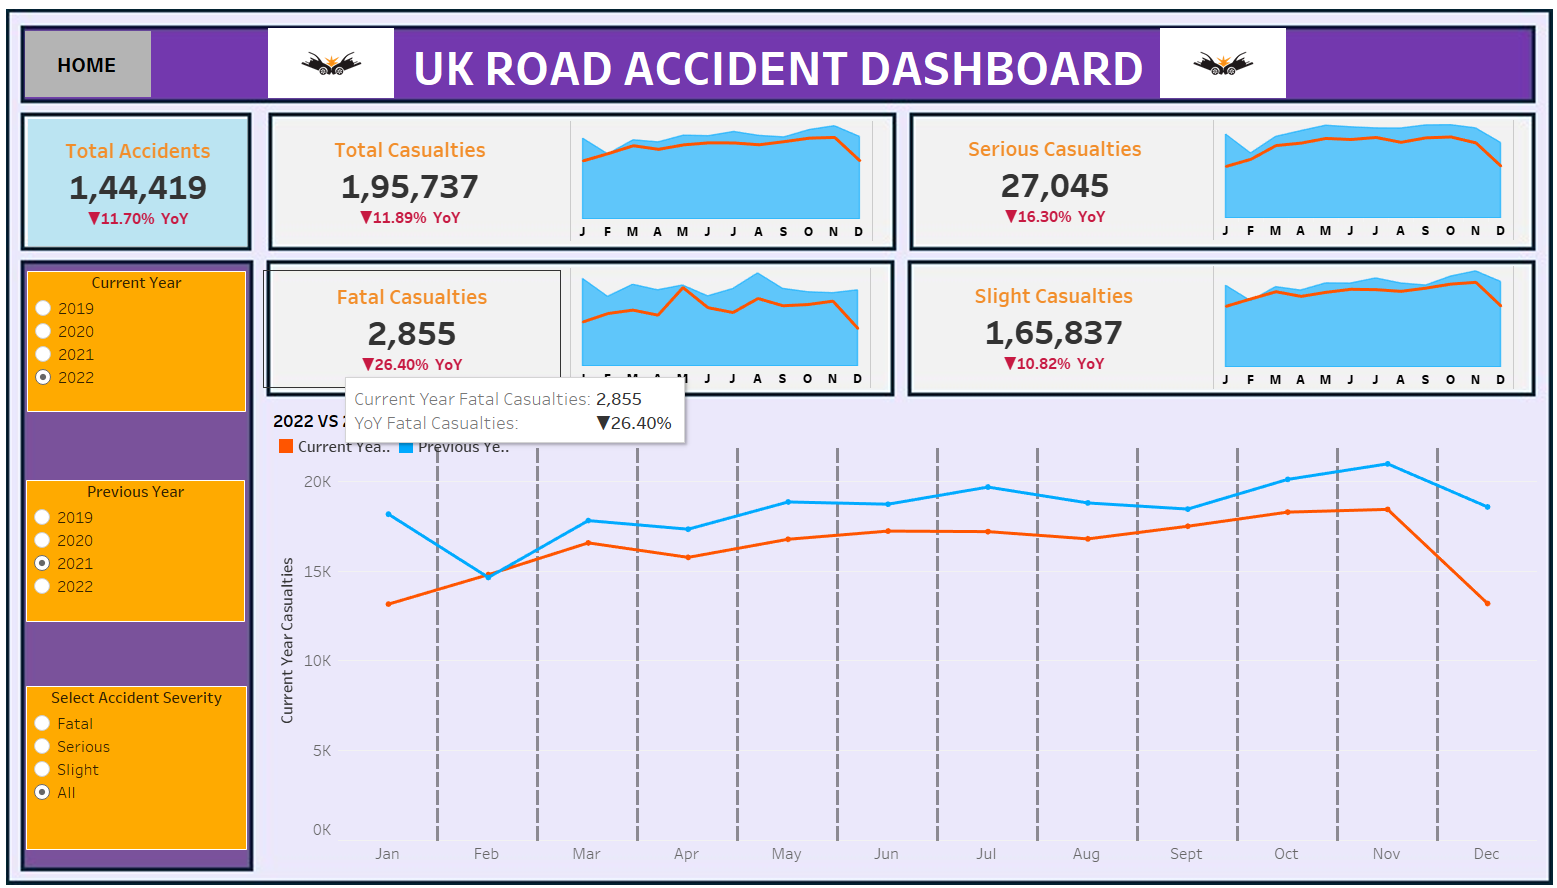 HOME
UK ROAD ACCIDENT DASHBOARD
Total Accidents
1,44,419
▼11.70% YoY
Total Casualties
1,95,737
▼11.89% YoY
J F M A M J J A S O N D
Serious Casualties
27,045
▼16.30% YoY
J F M A M J J A S O N D
Current Year
2019
2020
2021
2022
Fatal Casualties
2,855
▼26.40% YoY
J J A S O N D
Current Year Fatal Casualties: 2,855
YoY Fatal Casualties: ▼26.40%
Slight Casualties
1,65,837
▼10.82% YoY
J F M A M J J A S O N D
Previous Year
2019
2020
2021
2022
Select Accident Severity
Fatal
Serious
Slight
All
2022 VS
Current Yea.. Previous Ye..
Current Year Casualties
20K
15K
10K
5K
0K
Jan Feb Mar Apr May Jun Jul Aug Sept Oct Nov Dec